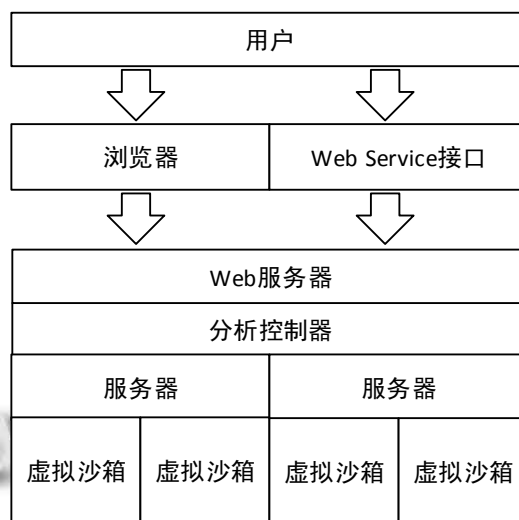 用户
浏览器
Web Service接口
Web服务器
分析控制器
服务器
服务器
虚拟沙箱
虚拟沙箱
虚拟沙箱
虚拟沙箱